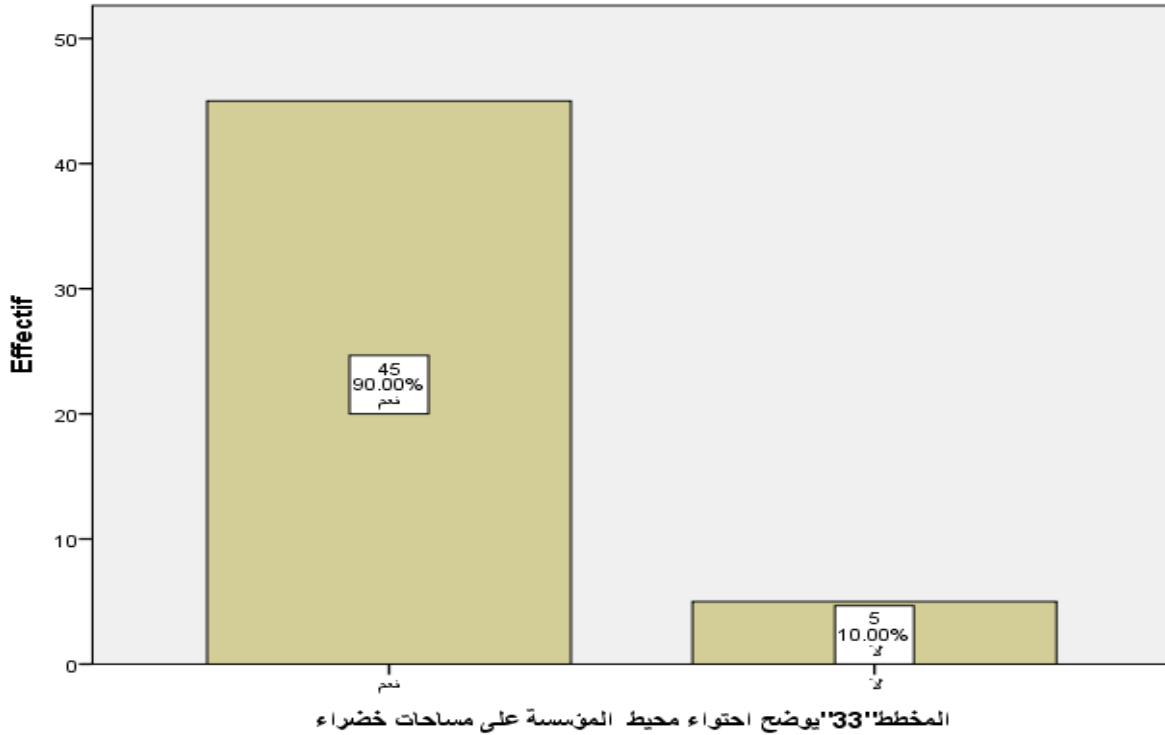 50
40
30
20
10
0
Effectif
45
90.00%
نعم
5
10.00%
لا
نعم
لا
المخطط"33"يوضح احتواء محيط المؤسسة على مساحات خضراء